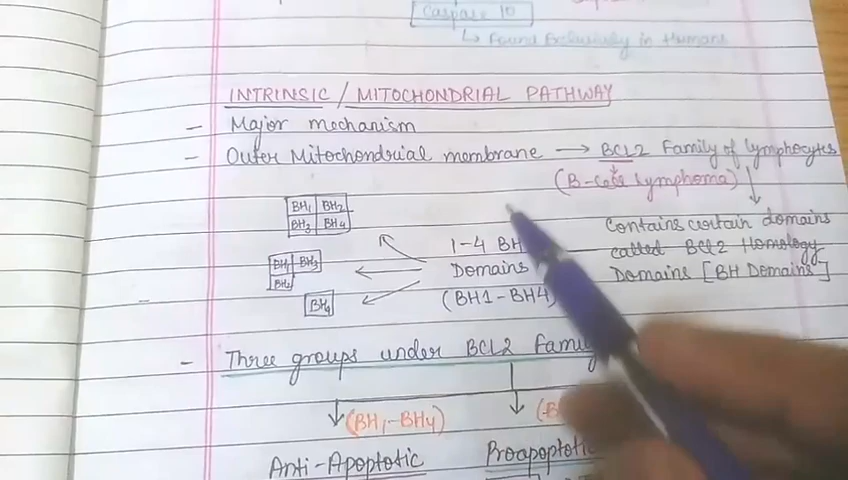 Caspase 10
↳ Found Exclusively in Humans
INTRINSIC / MITOCHONDRIAL PATHWAY
- Major mechanism
- Outer Mitochondrial membrane → BCL2 Family of lymphocytes
(B-Cell lymphoma)
Contains certain domains
called BCL2 Homology
Domains [BH Domains]
1-4 BH
Domains
(BH1-BH4)
BH1 BH2
BH3 BH4
BH1 BH3
BH4
- Three groups under BCL2 Family
(BH1-BH4)
Anti-Apoptotic
Proapoptotic